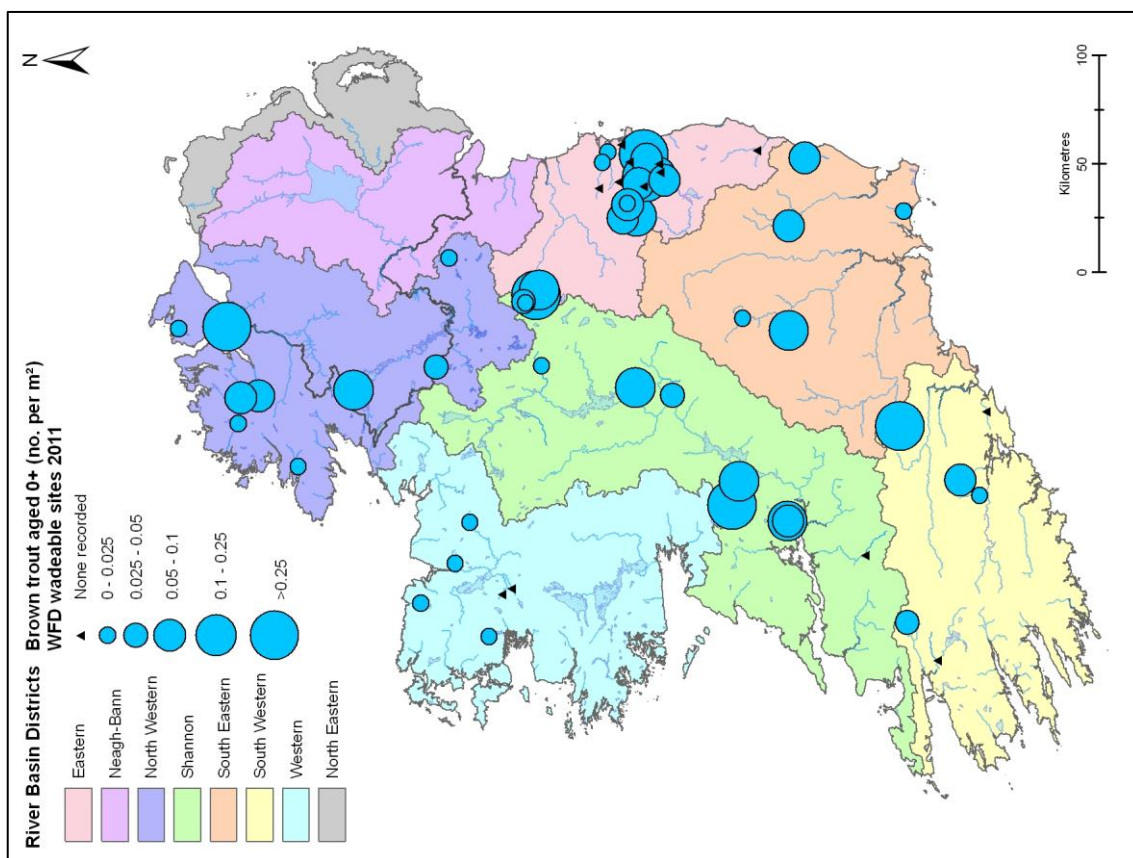 River Basin Districts
Eastern
Neagh-Bann
North Western
Shannon
South Eastern
South Western
Western
North Eastern
Brown trout aged 0+ (no. per m²)
WFD wadeable sites 2011
None recorded
0 - 0.025
0.025 - 0.05
0.05 - 0.1
0.1 - 0.25
>0.25
N
0 50 100
Kilometres